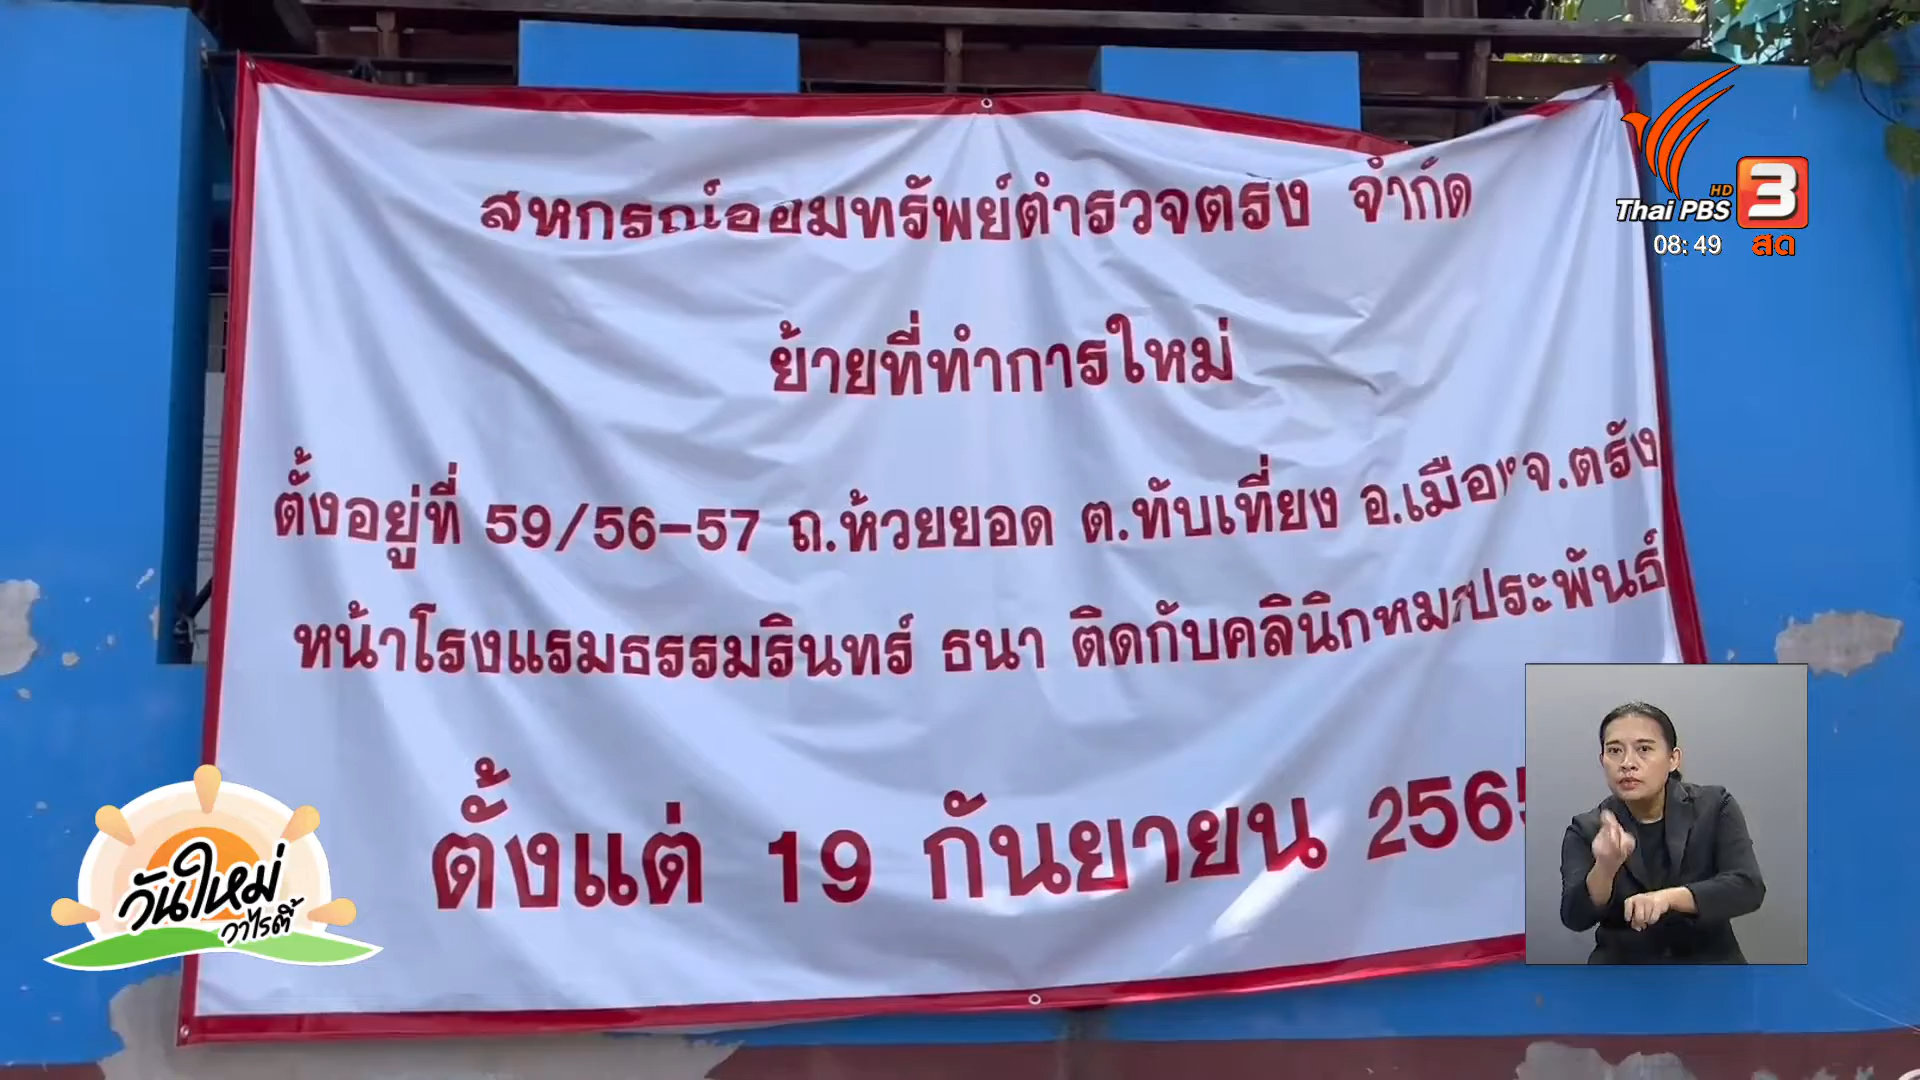 สหกรณ์ออมทรัพย์ตำรวจตรัง จำกัด
ย้ายที่ทำการใหม่
ตั้งอยู่ที่ 59/56-57 ถ.ห้วยยอด ต.ทับเที่ยง อ.เมือง จ.ตรัง
หน้าโรงแรมธรรมรินทร์ ธนา ติดกับคลินิกหมอประพันธ์
ตั้งแต่ 19 กันยายน 2565
HD
Thai PBS 3
08:49 สด
วันใหม่
วาไรตี้